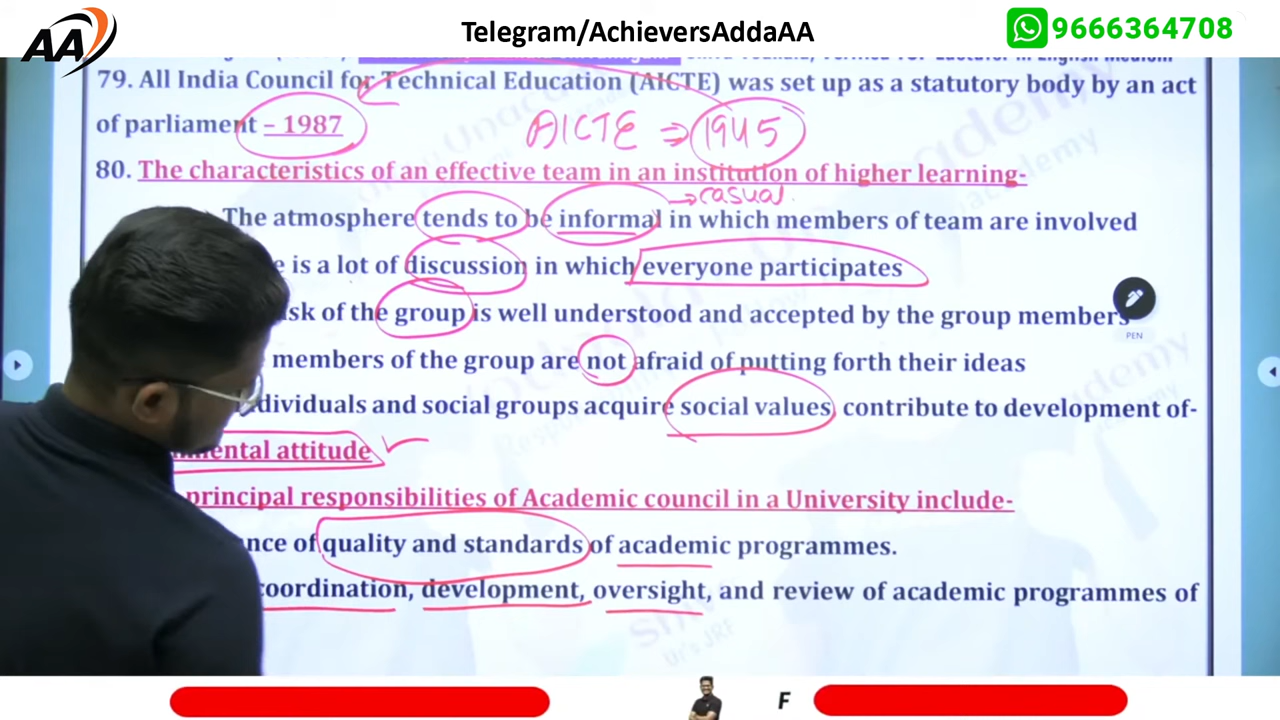 AA
Telegram/AchieversAddaAA
9666364708
79. All India Council for Technical Education (AICTE) was set up as a statutory body by an act
of parliament – 1987
AICTE ⇒ 1945
80. The characteristics of an effective team in an institution of higher learning-
→casual
The atmosphere tends to be informal in which members of team are involved
is a lot of discussion in which everyone participates
of the group is well understood and accepted by the group members
members of the group are not afraid of putting forth their ideas
PEN
and social groups acquire social values, contribute to development of-
attitude
principal responsibilities of Academic council in a University include-
of quality and standards of academic programmes.
coordination, development, oversight, and review of academic programmes of
F